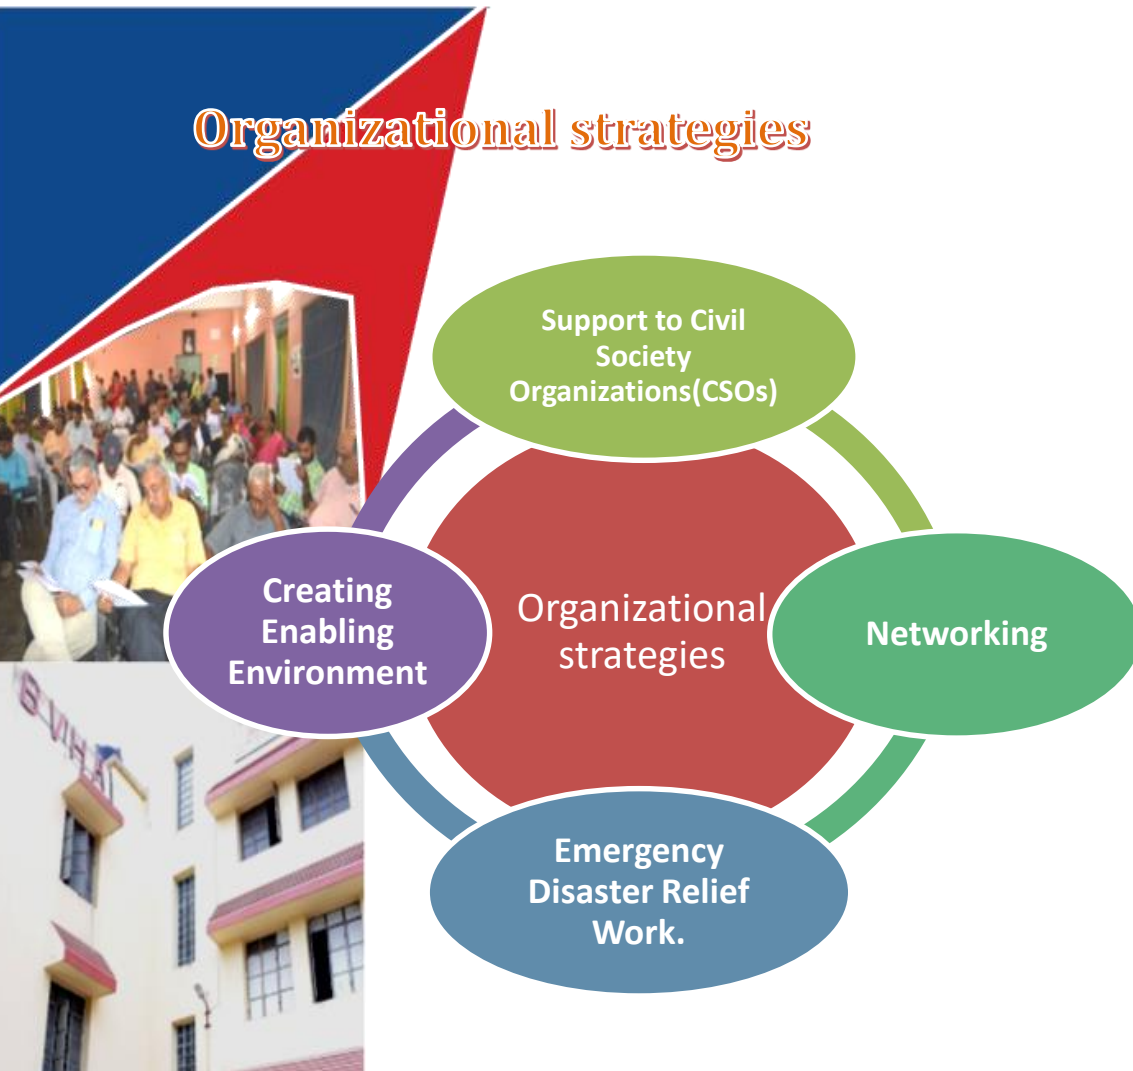 Organizational strategies
Support to Civil
Society
Organizations(CSOs)
Creating
Enabling
Environment
Organizational
strategies
Networking
Emergency
Disaster Relief
Work.
B V H A